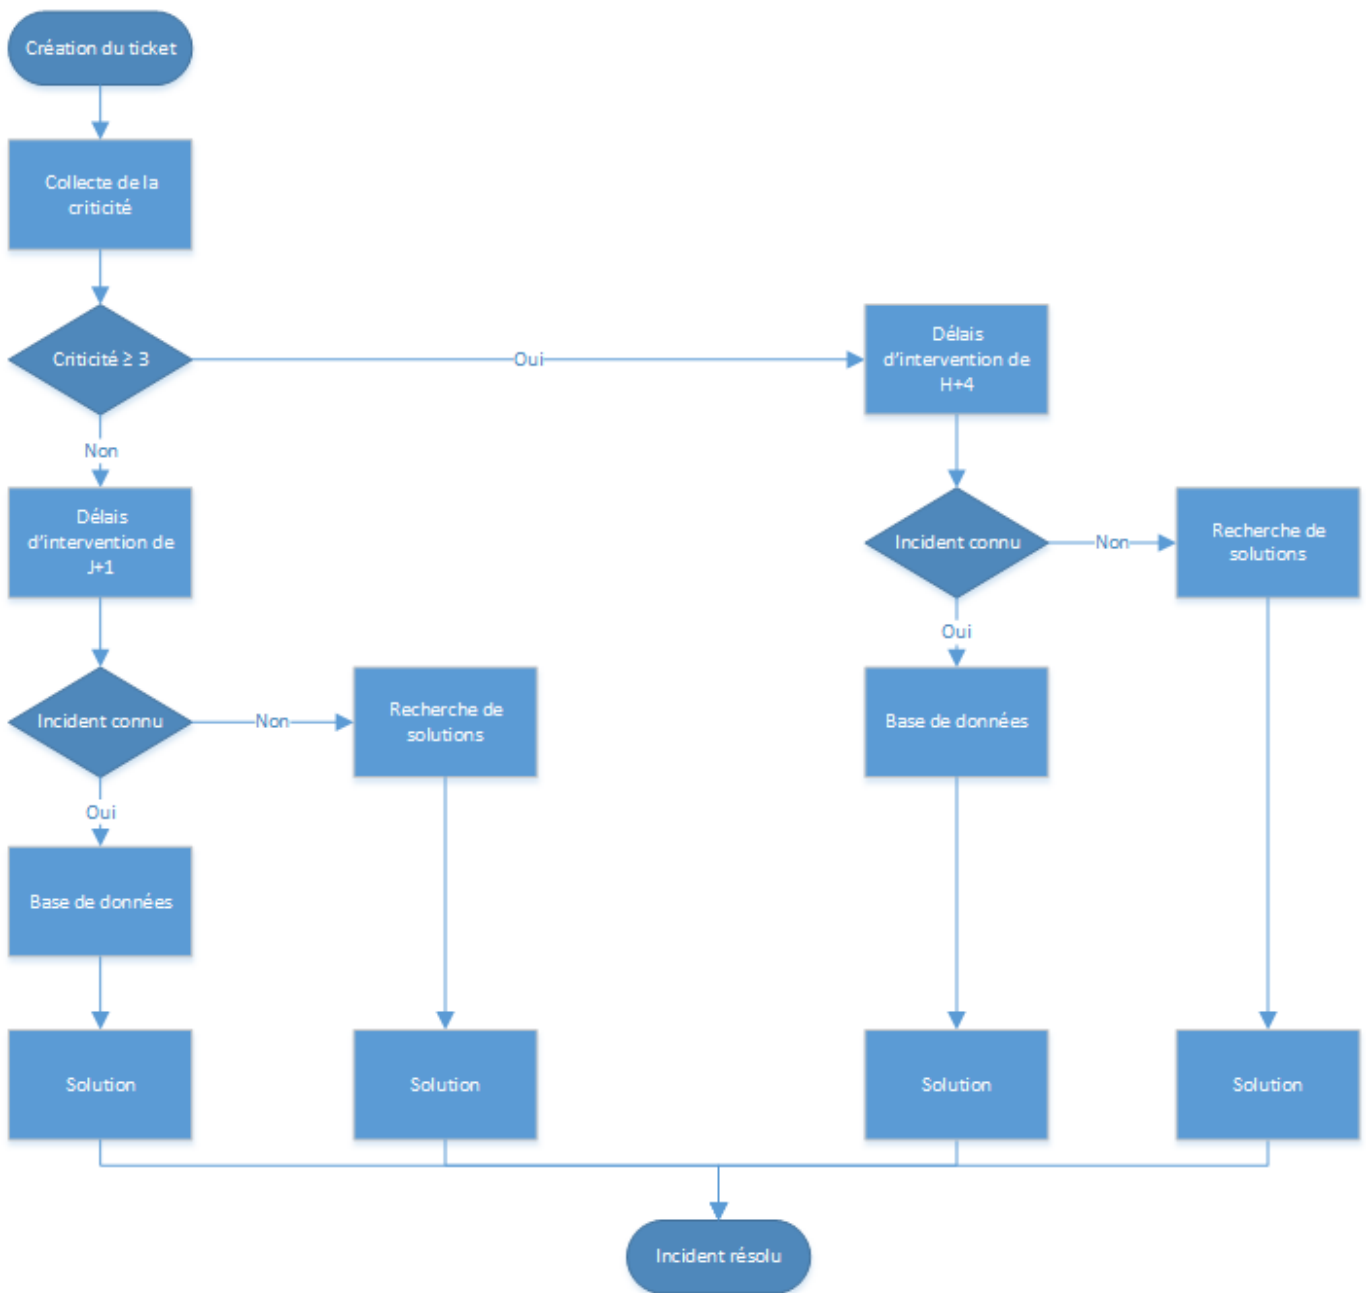 Création du ticket
Collecte de la
criticité
Criticité ≥ 3
Oui
Délais
d'intervention de
H+4
Non
Délais
d'intervention de
J+1
Incident connu
Non
Recherche de
solutions
Oui
Incident connu
Non
Recherche de
solutions
Base de données
Oui
Base de données
Solution
Solution
Solution
Solution
Incident résolu